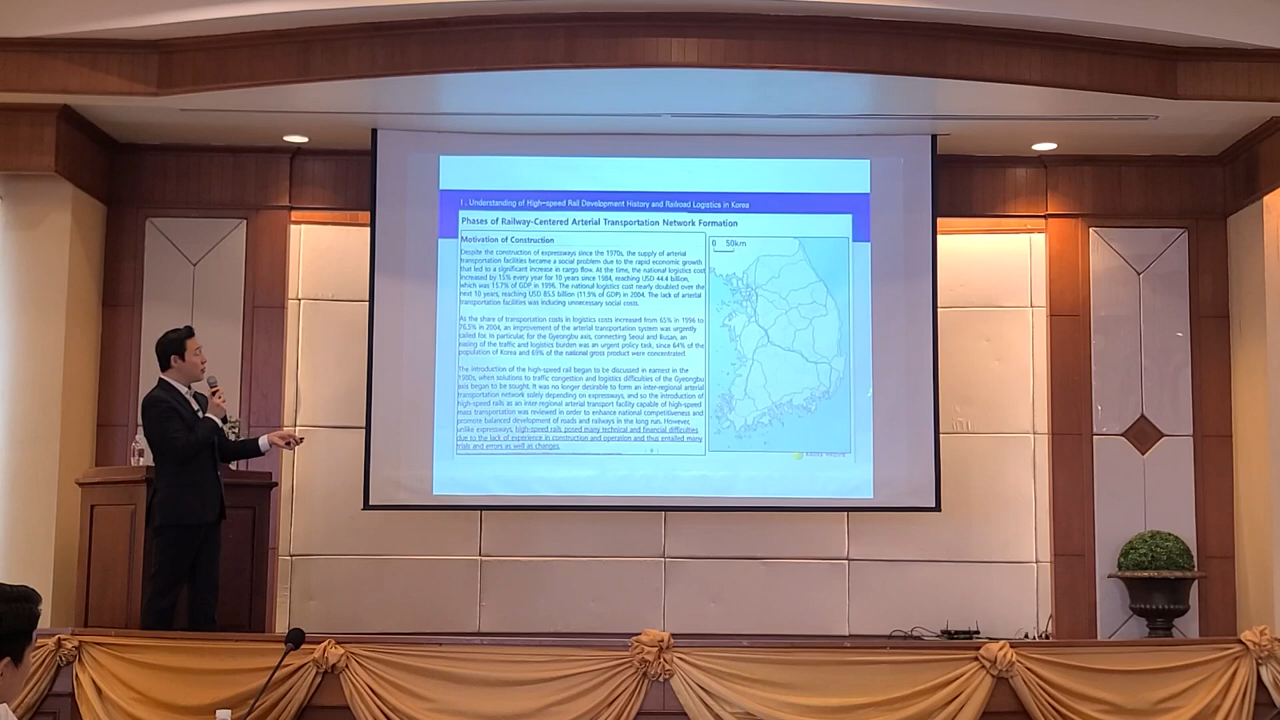 I . Understanding of High-speed Rail Development History and Railroad Logistics in Korea
Phases of Railway-Centered Arterial Transportation Network Formation
Motivation of Construction
Despite the construction of expressways since the 1970s, the supply of arterial
transportation facilities became a social problem due to the rapid economic growth
that led to a significant increase in cargo flow. At the time, the national logistics cost
increased by 15% every year for 10 years since 1984, reaching USD 44.4 billion,
which was 15.7% of GDP in 1996. The national logistics cost nearly doubled over the
next 10 years, reaching USD 85.5 billion (11.9% of GDP) in 2004. The lack of arterial
transportation facilities was inducing unnecessary social costs.
As the share of transportation costs in logistics costs increased from 65% in 1996 to
76.5% in 2004, an improvement of the arterial transportation system was urgently
called for. In particular, for the Gyeongbu axis, connecting Seoul and Busan, an
easing of the traffic and logistics burden was an urgent policy task, since 64% of the
population of Korea and 69% of the national gross product were concentrated.
The introduction of the high-speed rail began to be discussed in earnest in the
1980s, when solutions to traffic congestion and logistics difficulties of the Gyeongbu
axis began to be sought. It was no longer desirable to form an inter-regional arterial
transportation network solely depending on expressways, and so the introduction of
high-speed rails as an inter-regional arterial transport facility capable of high-speed
mass transportation was reviewed in order to enhance national competitiveness and
promote balanced development of roads and railways in the long run. However,
unlike expressways, high-speed rails posed many technical and financial difficulties
due to the lack of experience in construction and operation and thus entailed many
trials and errors as well as changes.
0 50km
| 9 |